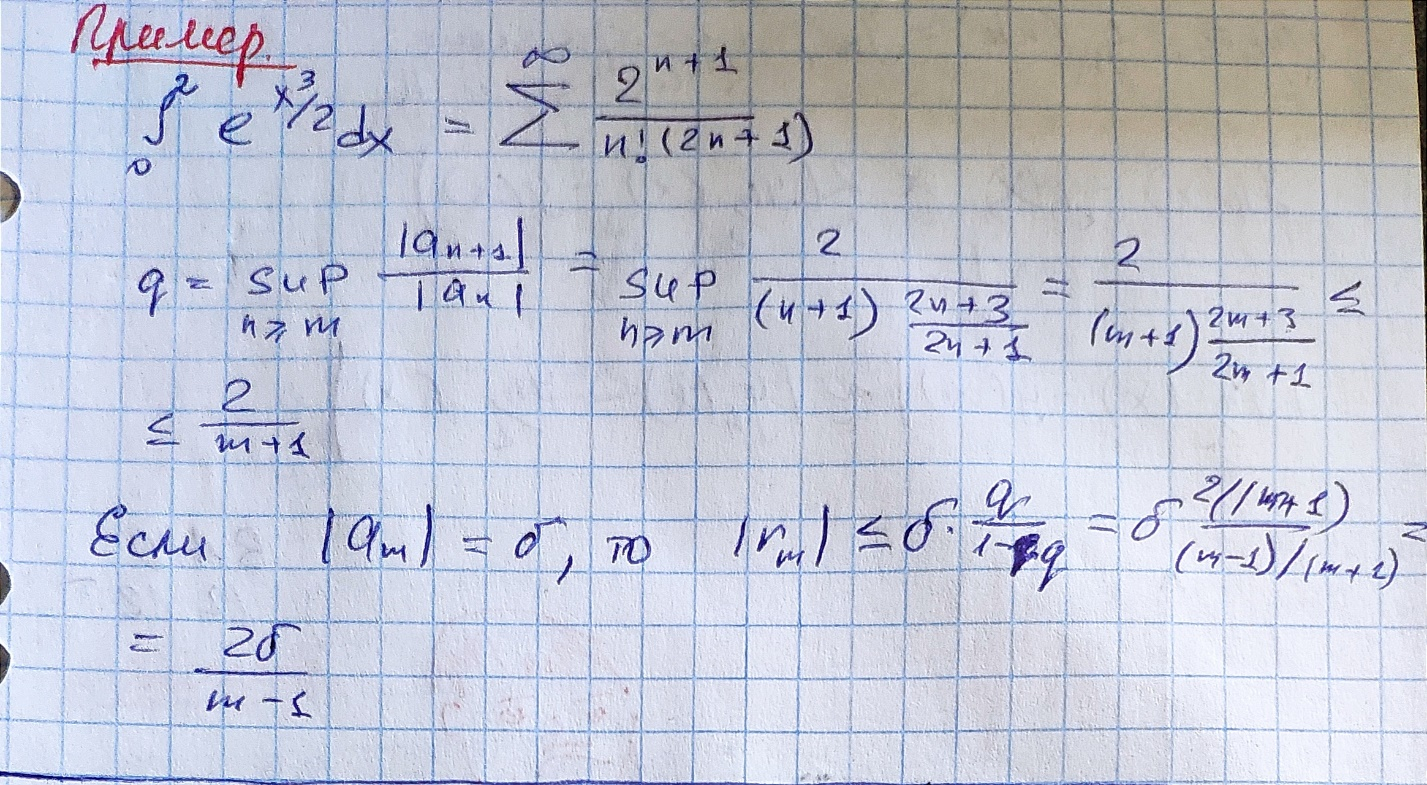 Пример.
∫₀² e^{x³/2} dx = ∑^∞ 2^{n+1} / (n!(2n+1))
q = sup_{n≥m} |a_{n+1}| / |a_n| = sup_{n≥m} 2 / ((n+1) (2n+3)/(2n+1)) = 2 / ((m+1) (2m+3)/(2m+1)) ≤
≤ 2/(m+1)
Если |a_m| = δ, то |r_m| ≤ δ · q/(1-q) = δ (2/(m+1)) / ((m-1)/(m+1)) =
= 2δ/(m-1)